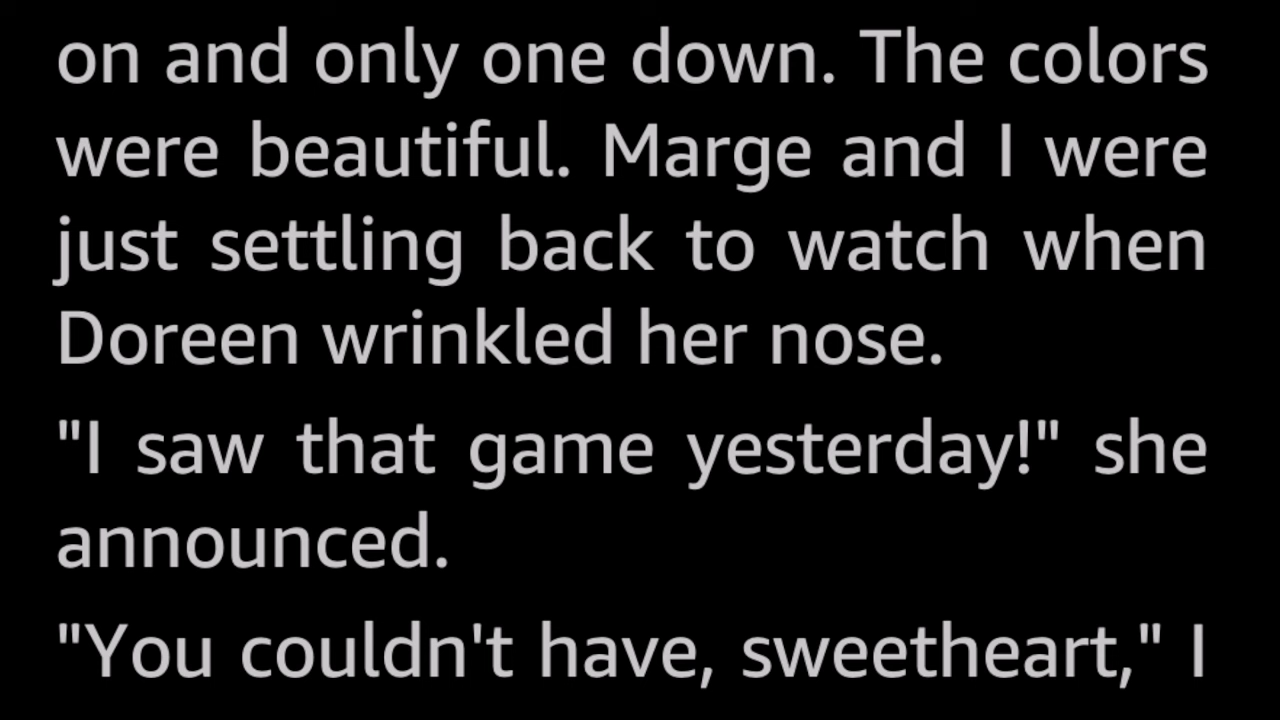 on and only one down. The colors
were beautiful. Marge and I were
just settling back to watch when
Doreen wrinkled her nose.
"I saw that game yesterday!" she
announced.
"You couldn't have, sweetheart," I